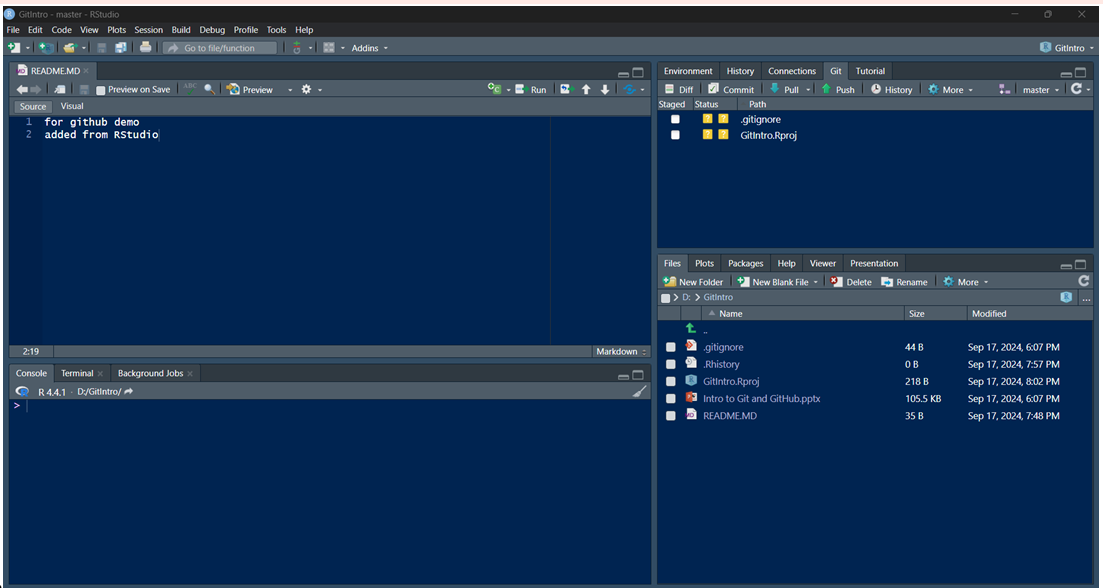 GitIntro - master - RStudio
File Edit Code View Plots Session Build Debug Profile Tools Help
Go to file/function Addins GitIntro
README.MD
Preview on Save ABC Preview Run
Source Visual
1 for github demo
2 added from RStudio
2:19 Markdown
Console Terminal Background Jobs
R 4.4.1 · D:/GitIntro/
>
Environment History Connections Git Tutorial
Diff Commit Pull Push History More master
Staged Status Path
? ? .gitignore
? ? GitIntro.Rproj
Files Plots Packages Help Viewer Presentation
New Folder New Blank File Delete Rename More
D: GitIntro ...
Name Size Modified
..
.gitignore 44 B Sep 17, 2024, 6:07 PM
.Rhistory 0 B Sep 17, 2024, 7:57 PM
GitIntro.Rproj 218 B Sep 17, 2024, 8:02 PM
Intro to Git and GitHub.pptx 105.5 KB Sep 17, 2024, 6:07 PM
README.MD 35 B Sep 17, 2024, 7:48 PM